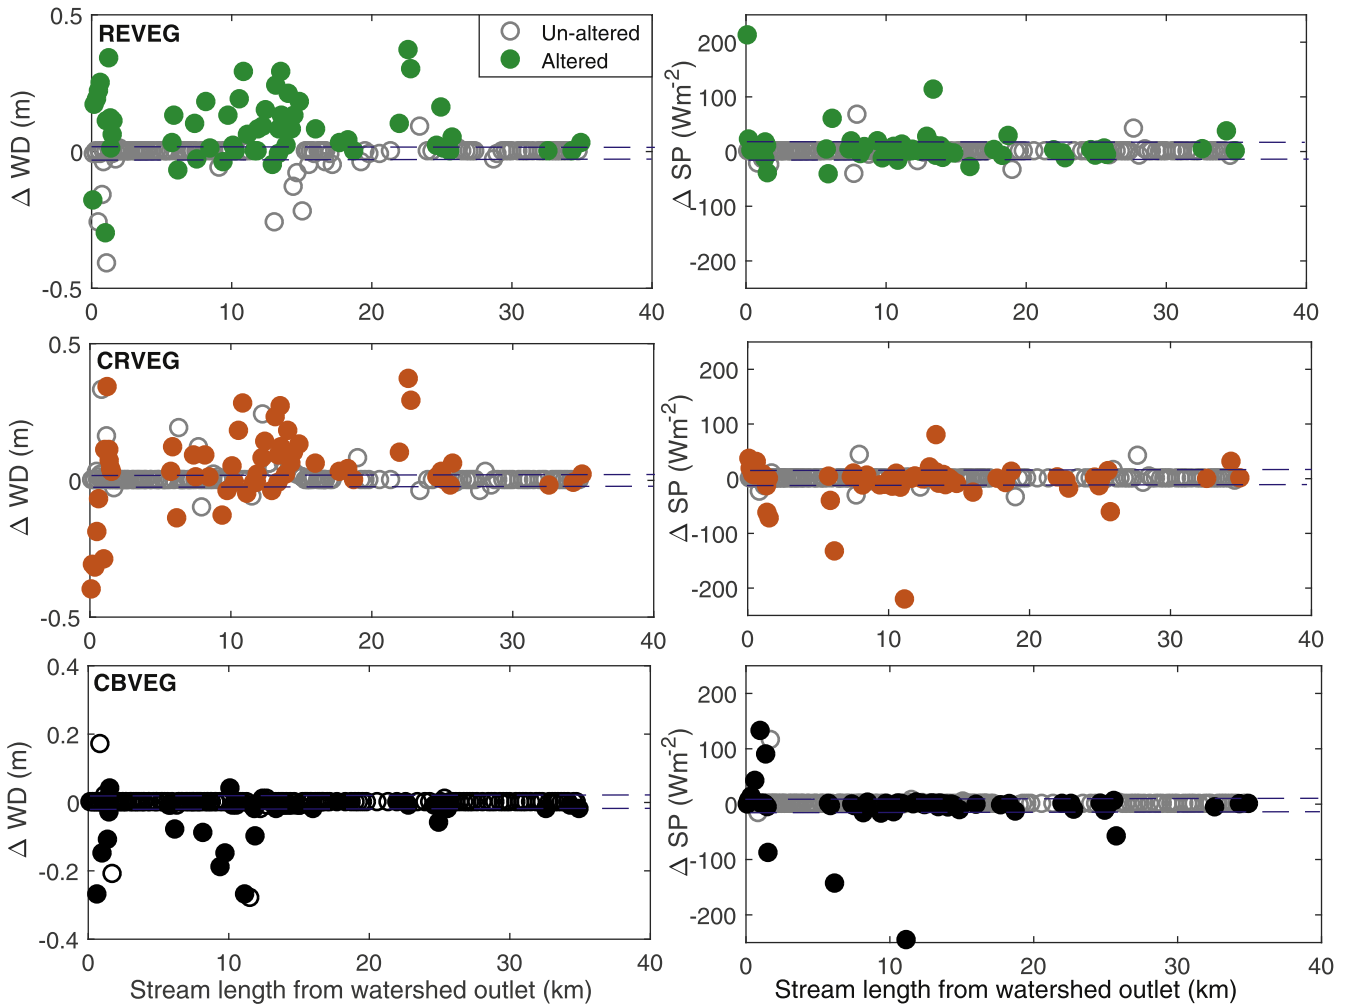 REVEG
Un-altered
Altered
Δ WD (m)
0.5
0
-0.5
0 10 20 30 40
Δ SP (Wm-2)
200
100
0
-100
-200
0 10 20 30 40
CRVEG
Δ WD (m)
0.5
0
-0.5
0 10 20 30 40
Δ SP (Wm-2)
200
100
0
-100
-200
0 10 20 30 40
CBVEG
Δ WD (m)
0.4
0.2
0
-0.2
-0.4
0 10 20 30 40
Stream length from watershed outlet (km)
Δ SP (Wm-2)
200
100
0
-100
-200
0 10 20 30 40
Stream length from watershed outlet (km)